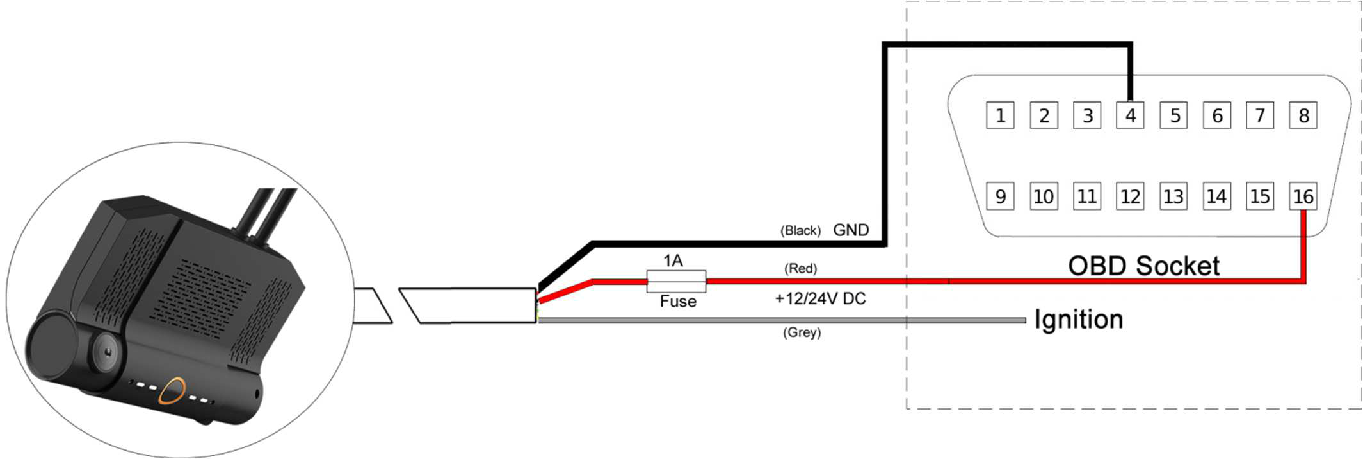 1 2 3 4 5 6 7 8
9 10 11 12 13 14 15 16
(Black) GND
1A
(Red)
OBD Socket
Fuse
+12/24V DC
(Grey)
Ignition